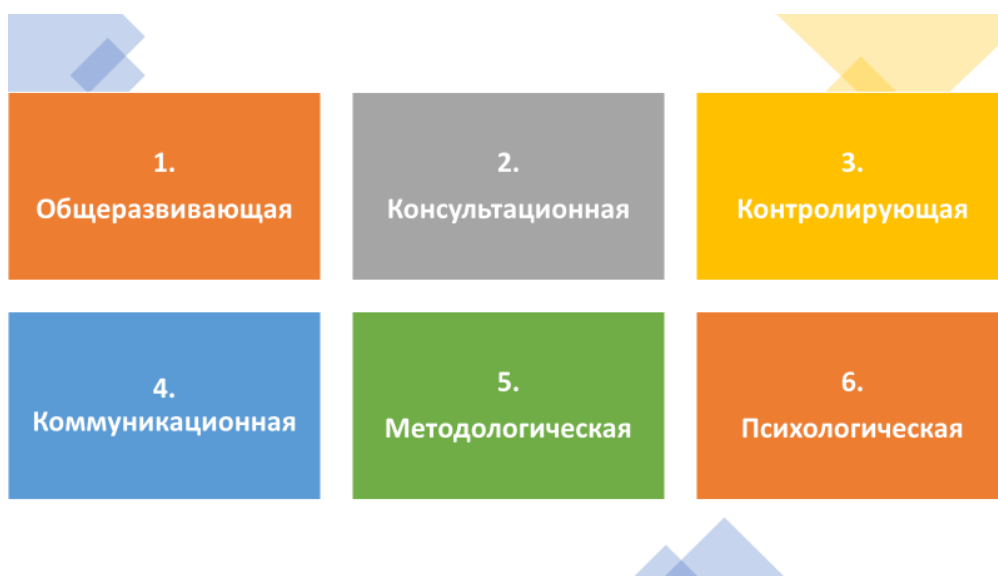 1.
Общеразвивающая
2.
Консультационная
3.
Контролирующая
4.
Коммуникационная
5.
Методологическая
6.
Психологическая